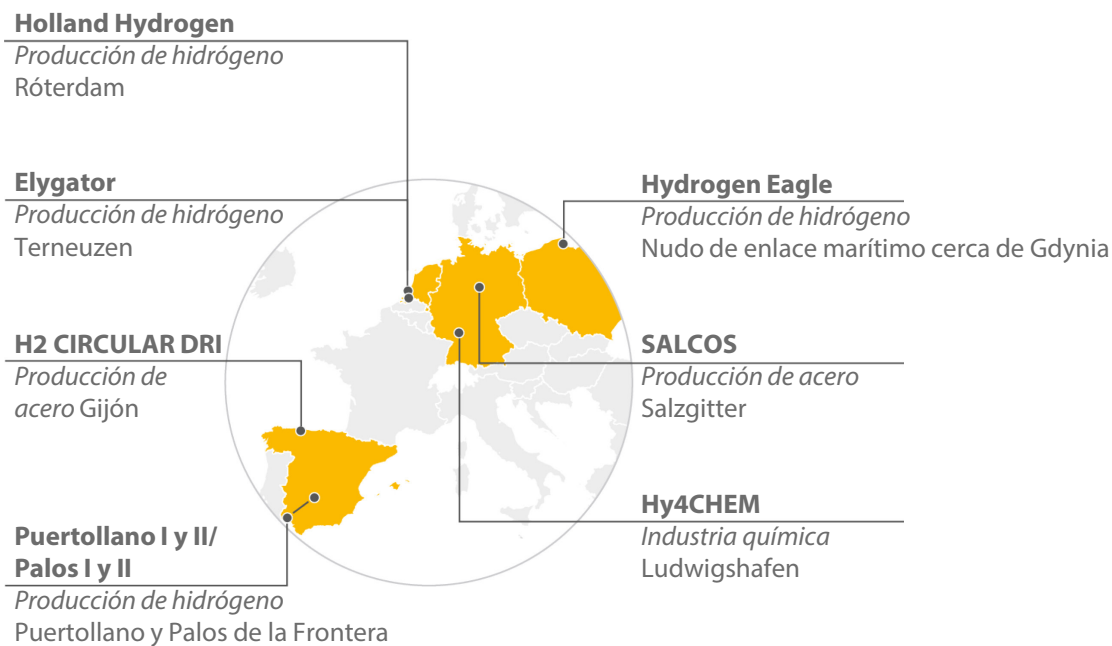 Holland Hydrogen
Producción de hidrógeno
Róterdam
Elygator
Producción de hidrógeno
Terneuzen
H2 CIRCULAR DRI
Producción de
acero Gijón
Puertollano I y II/
Palos I y II
Producción de hidrógeno
Puertollano y Palos de la Frontera
Hydrogen Eagle
Producción de hidrógeno
Nudo de enlace marítimo cerca de Gdynia
SALCOS
Producción de acero
Salzgitter
Hy4CHEM
Industria química
Ludwigshafen